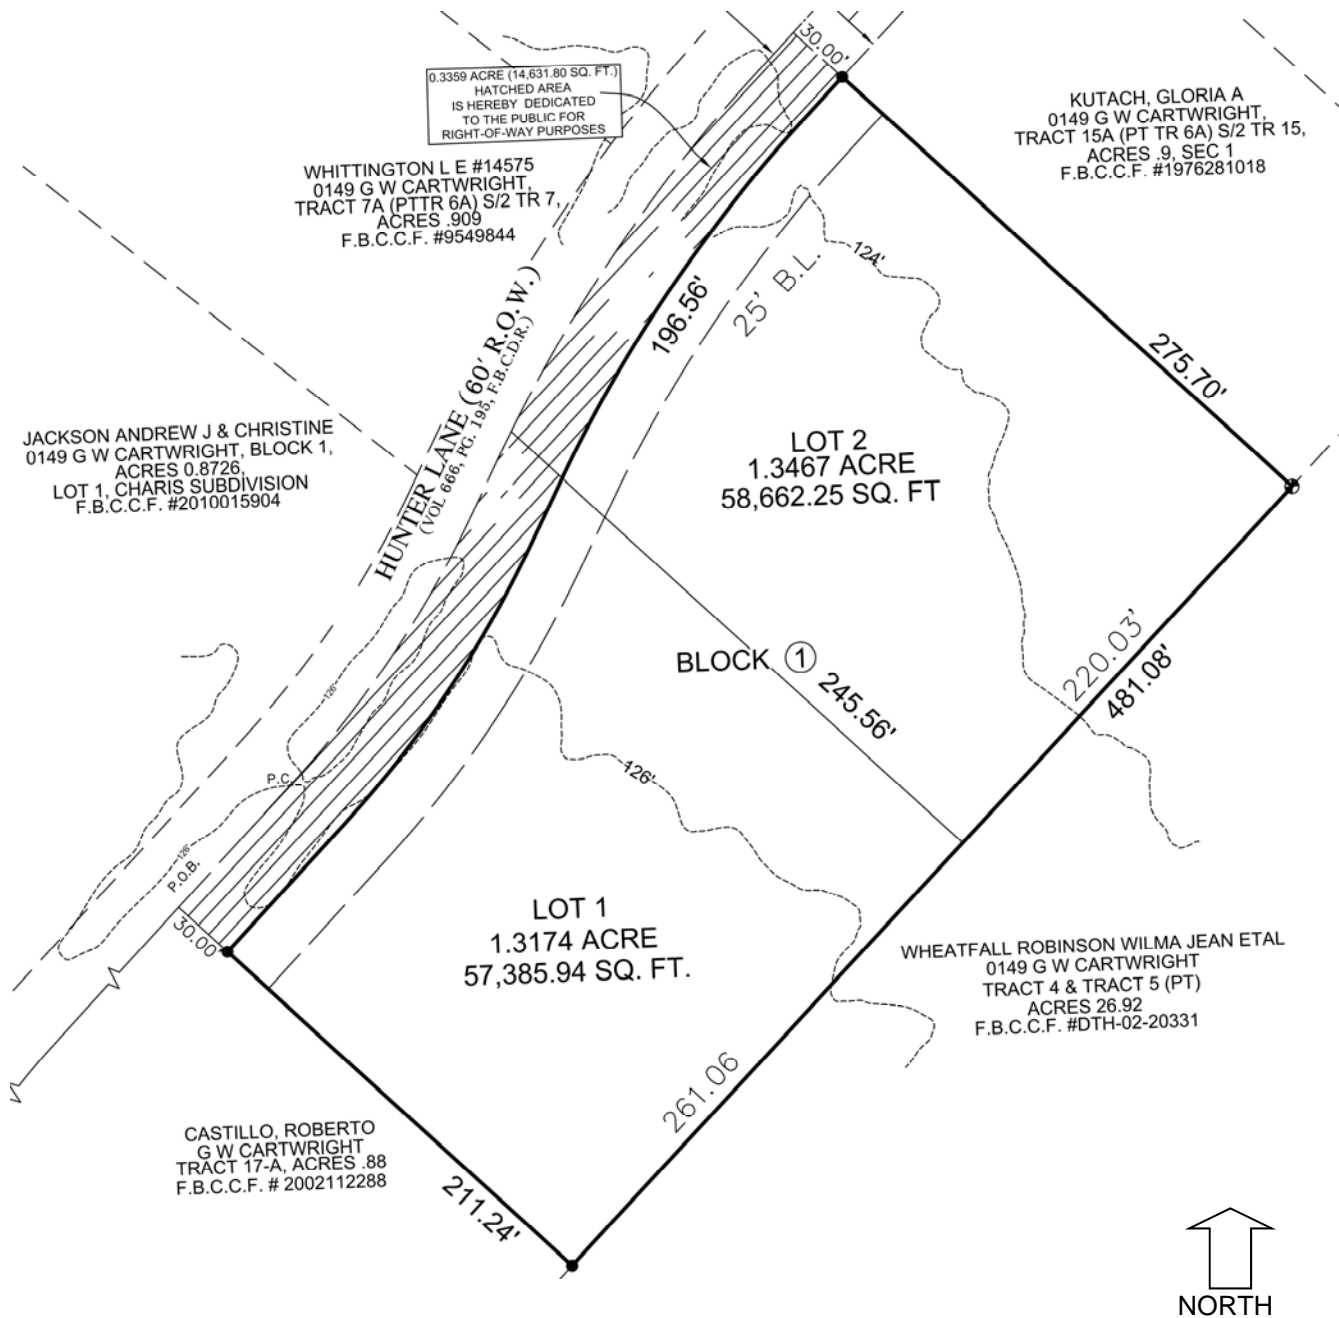 30.00'
0.3359 ACRE (14,631.80 SQ. FT.)
HATCHED AREA
IS HEREBY DEDICATED
TO THE PUBLIC FOR
RIGHT-OF-WAY PURPOSES
KUTACH, GLORIA A
0149 G W CARTWRIGHT,
TRACT 15A (PT TR 6A) S/2 TR 15,
ACRES .9, SEC 1
F.B.C.C.F. #1976281018
WHITTINGTON L E #14575
0149 G W CARTWRIGHT,
TRACT 7A (PTTR 6A) S/2 TR 7,
ACRES .909
F.B.C.C.F. #9549844
124'
25' B.L.
196.56'
275.70'
HUNTER LANE (60' R.O.W.)
(VOL 666, PG. 195, F.B.C.D.R.)
JACKSON ANDREW J & CHRISTINE
0149 G W CARTWRIGHT, BLOCK 1,
ACRES 0.8726,
LOT 1, CHARIS SUBDIVISION
F.B.C.C.F. #2010015904
LOT 2
1.3467 ACRE
58,662.25 SQ. FT
BLOCK 1
245.56'
220.03'
481.08'
126'
P.C.
126'
126'
P.O.B.
30.00
LOT 1
1.3174 ACRE
57,385.94 SQ. FT.
WHEATFALL ROBINSON WILMA JEAN ETAL
0149 G W CARTWRIGHT
TRACT 4 & TRACT 5 (PT)
ACRES 26.92
F.B.C.C.F. #DTH-02-20331
261.06
CASTILLO, ROBERTO
G W CARTWRIGHT
TRACT 17-A, ACRES .88
F.B.C.C.F. # 2002112288
211.24'
NORTH